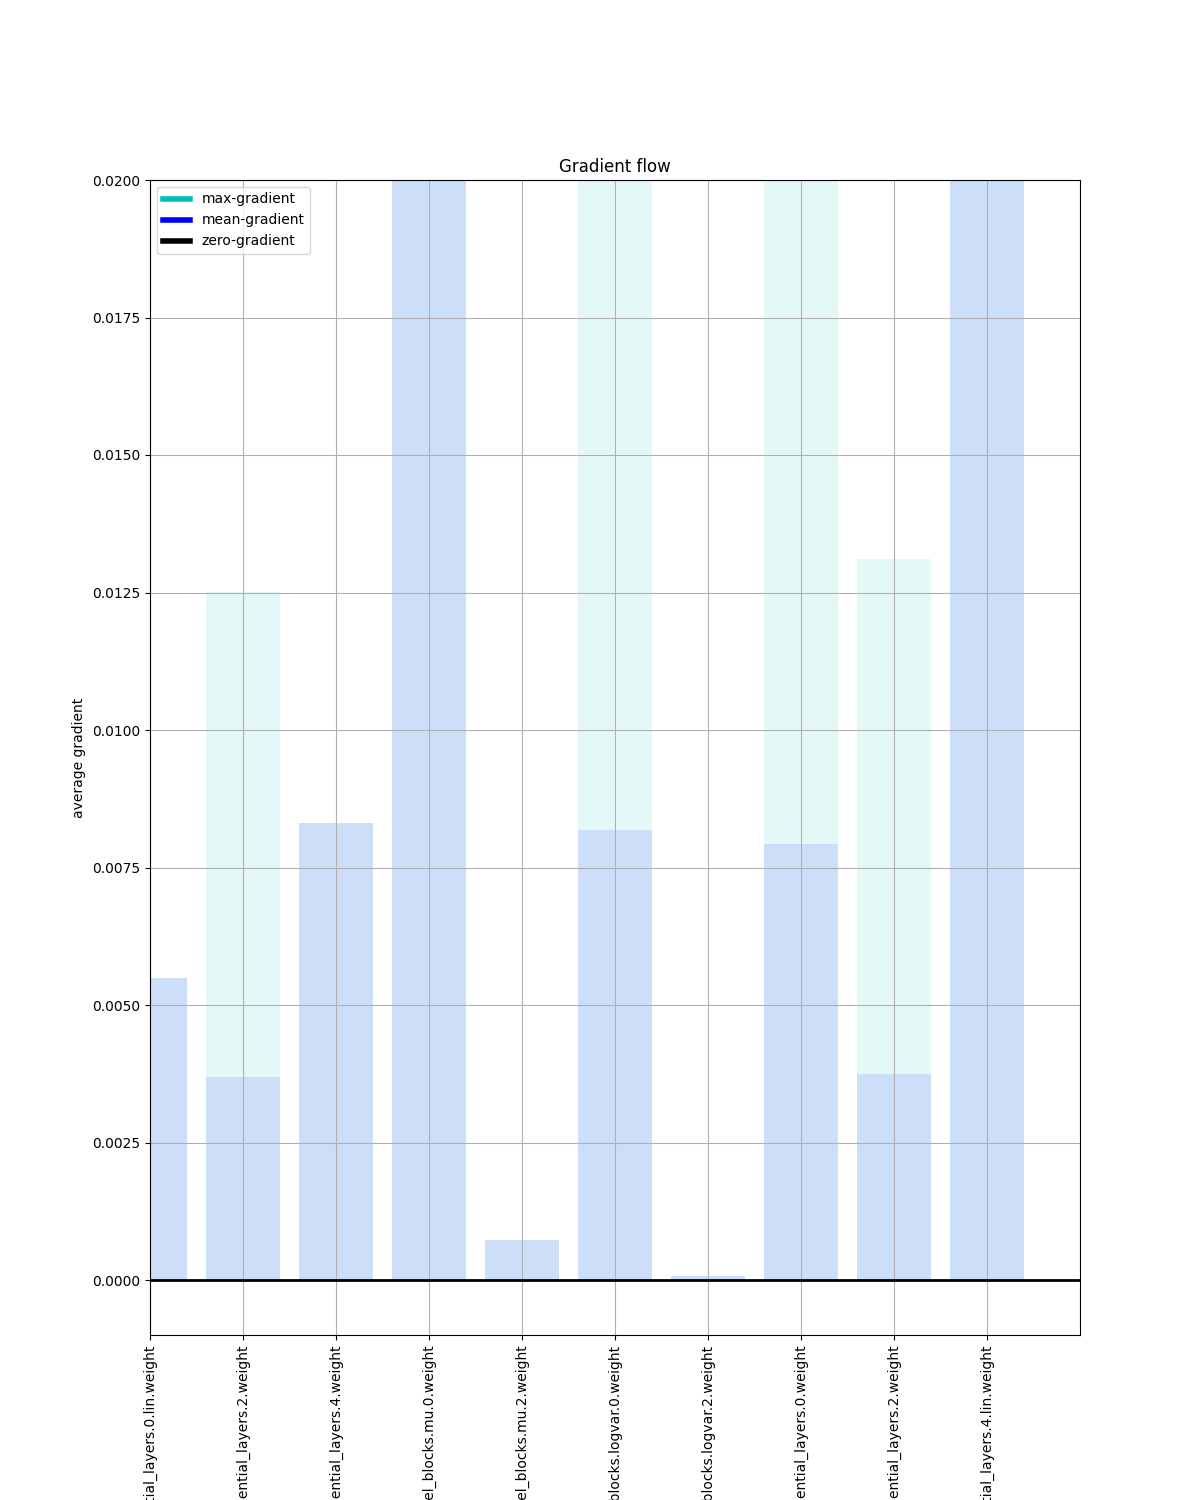 Gradient flow
max-gradient
mean-gradient
zero-gradient
0.0200
0.0175
0.0150
0.0125
0.0100
0.0075
0.0050
0.0025
0.0000
average gradient
tial_layers.0.lin.weight
ential_layers.2.weight
ential_layers.4.weight
el_blocks.mu.0.weight
el_blocks.mu.2.weight
blocks.logvar.0.weight
blocks.logvar.2.weight
ential_layers.0.weight
ential_layers.2.weight
tial_layers.4.lin.weight